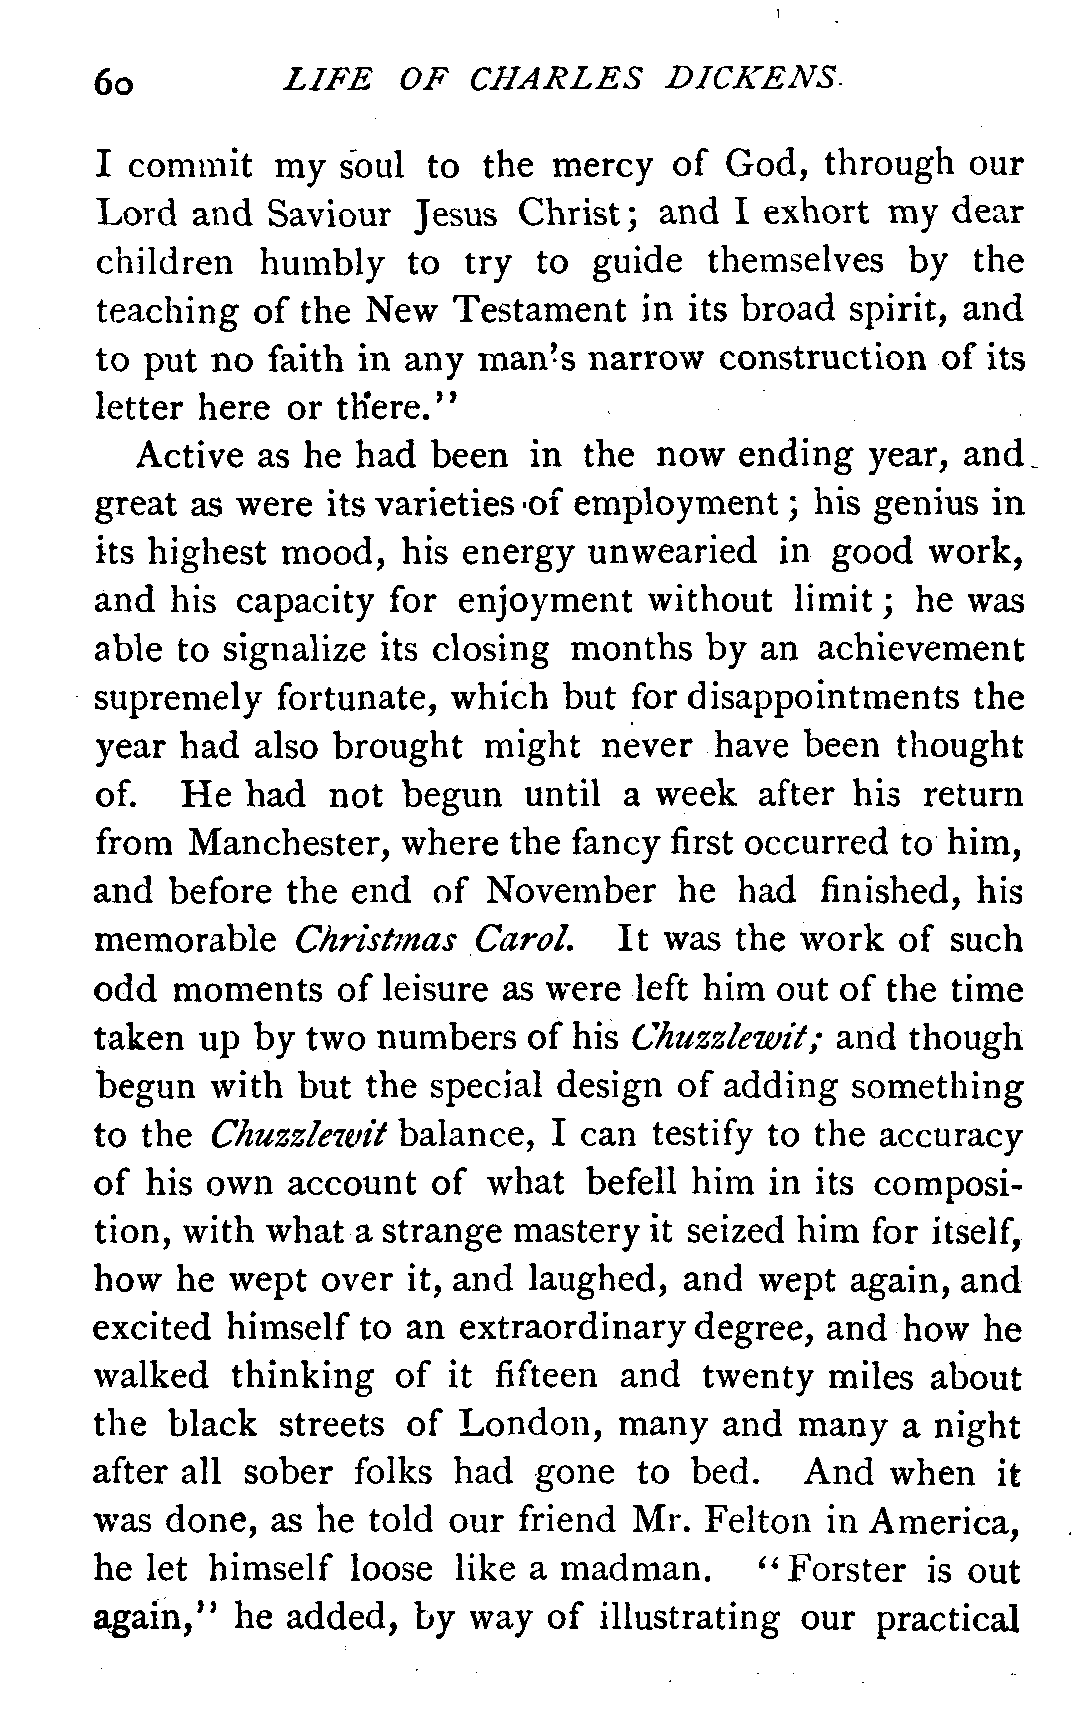 60 LIFE OF CHARLES DICKENS.
I commit my soul to the mercy of God, through our
Lord and Saviour Jesus Christ; and I exhort my dear
children humbly to try to guide themselves by the
teaching of the New Testament in its broad spirit, and
to put no faith in any man's narrow construction of its
letter here or there."
Active as he had been in the now ending year, and
great as were its varieties of employment; his genius in
its highest mood, his energy unwearied in good work,
and his capacity for enjoyment without limit; he was
able to signalize its closing months by an achievement
supremely fortunate, which but for disappointments the
year had also brought might never have been thought
of. He had not begun until a week after his return
from Manchester, where the fancy first occurred to him,
and before the end of November he had finished, his
memorable Christmas Carol. It was the work of such
odd moments of leisure as were left him out of the time
taken up by two numbers of his Chuzzlewit; and though
begun with but the special design of adding something
to the Chuzzlewit balance, I can testify to the accuracy
of his own account of what befell him in its composi-
tion, with what a strange mastery it seized him for itself,
how he wept over it, and laughed, and wept again, and
excited himself to an extraordinary degree, and how he
walked thinking of it fifteen and twenty miles about
the black streets of London, many and many a night
after all sober folks had gone to bed. And when it
was done, as he told our friend Mr. Felton in America,
he let himself loose like a madman. "Forster is out
again," he added, by way of illustrating our practical